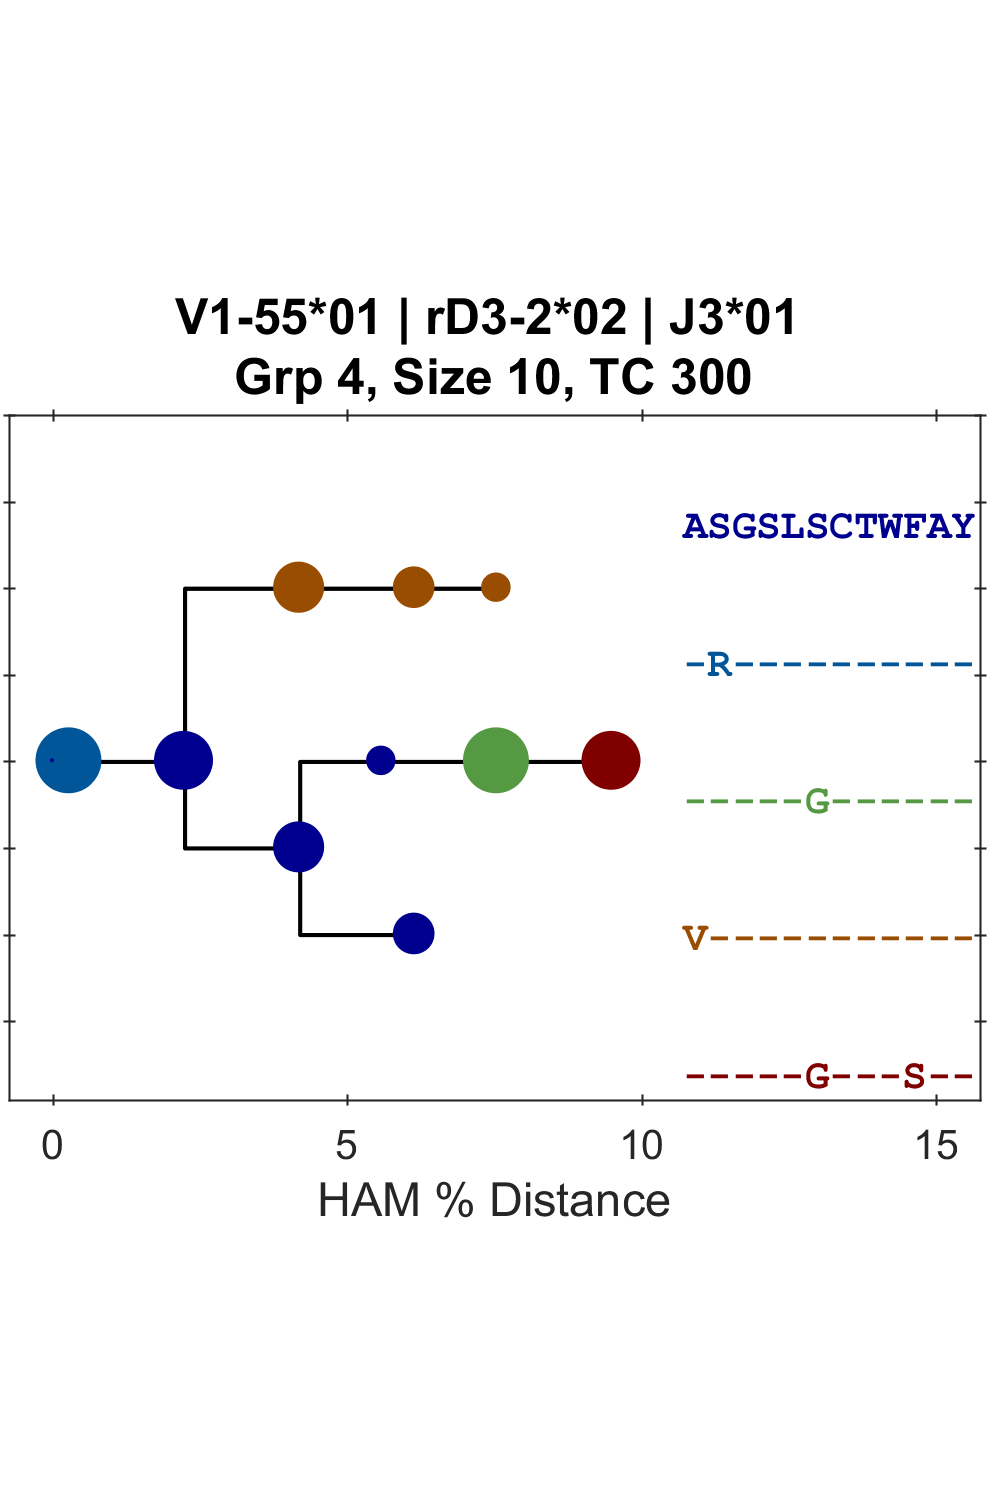 V1-55*01 | rD3-2*02 | J3*01
Grp 4, Size 10, TC 300
ASGSLSCTWFAY
-R----------
-----G------
V-----------
-----G---S--
0 5 10 15
HAM % Distance